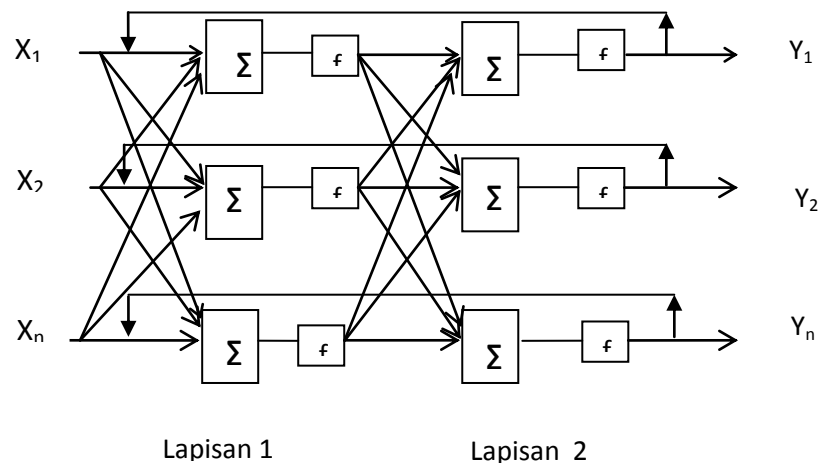 X1 Σ f Σ f Y1
X2 Σ f Σ f Y2
Xn Σ f Σ f Yn
Lapisan 1 Lapisan 2